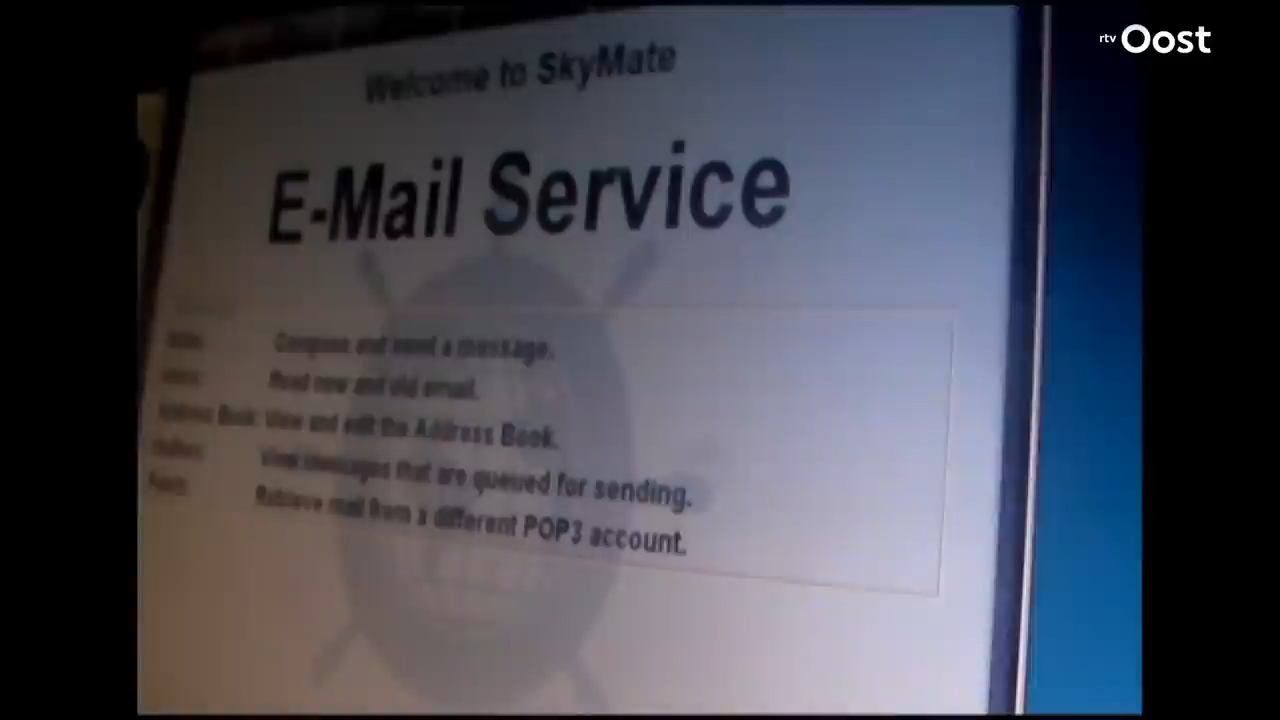 rtv Oost
Welcome to SkyMate
E-Mail Service
Compose and send a message.
Read new and old email.
Address Book: View and edit the Address Book.
View messages that are queued for sending.
Retrieve mail from a different POP3 account.